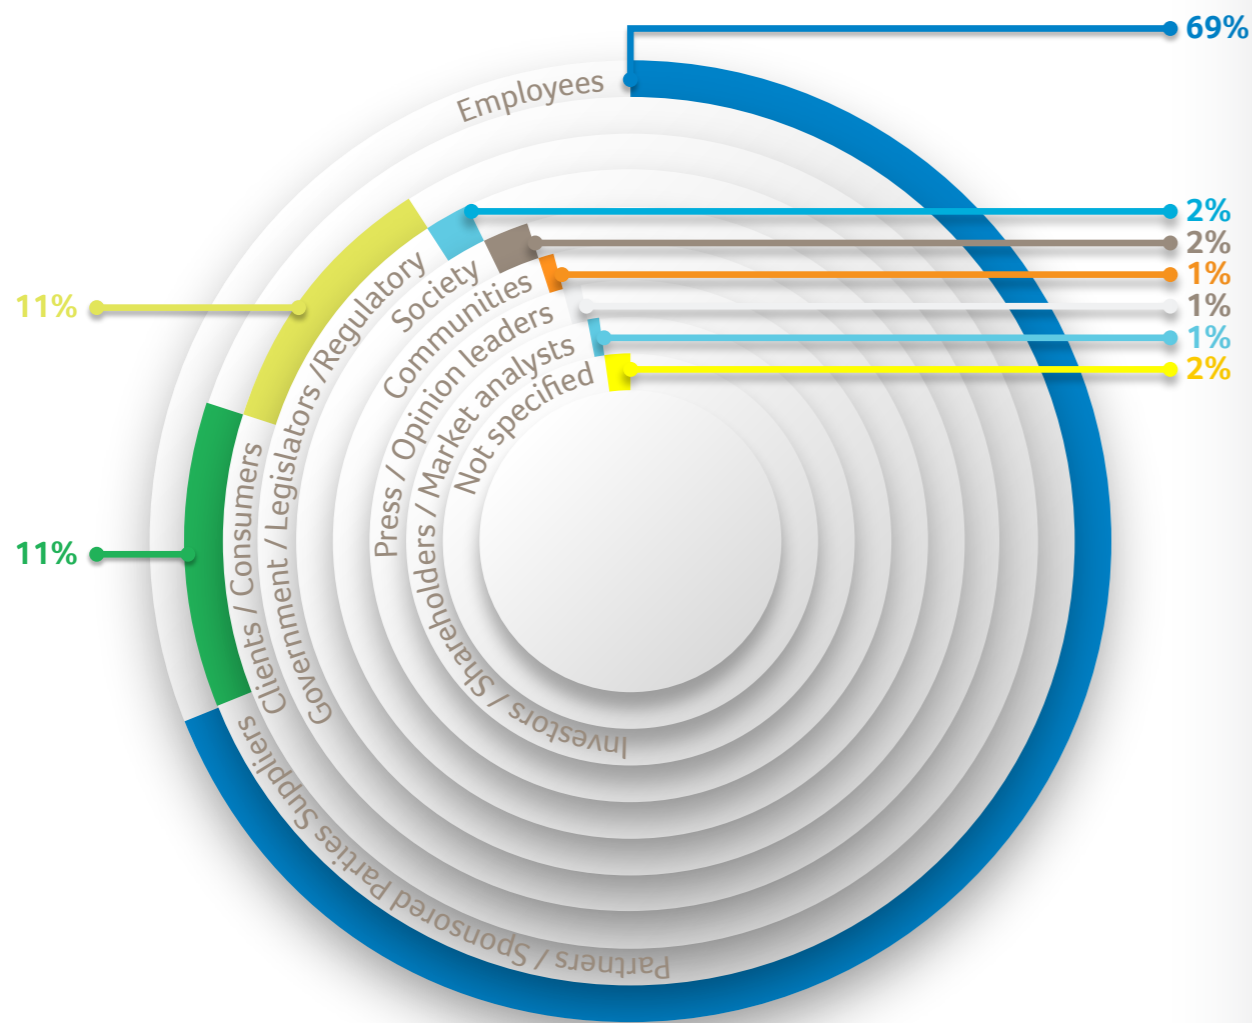 69%
Employees
2%
2%
1%
1%
1%
2%
11%
11%
Partners / Sponsored Parties Suppliers
Clients / Consumers
Government / Legislators /Regulatory
Society
Communities
Press / Opinion leaders
Investors / Shareholders / Market analysts
Not specified